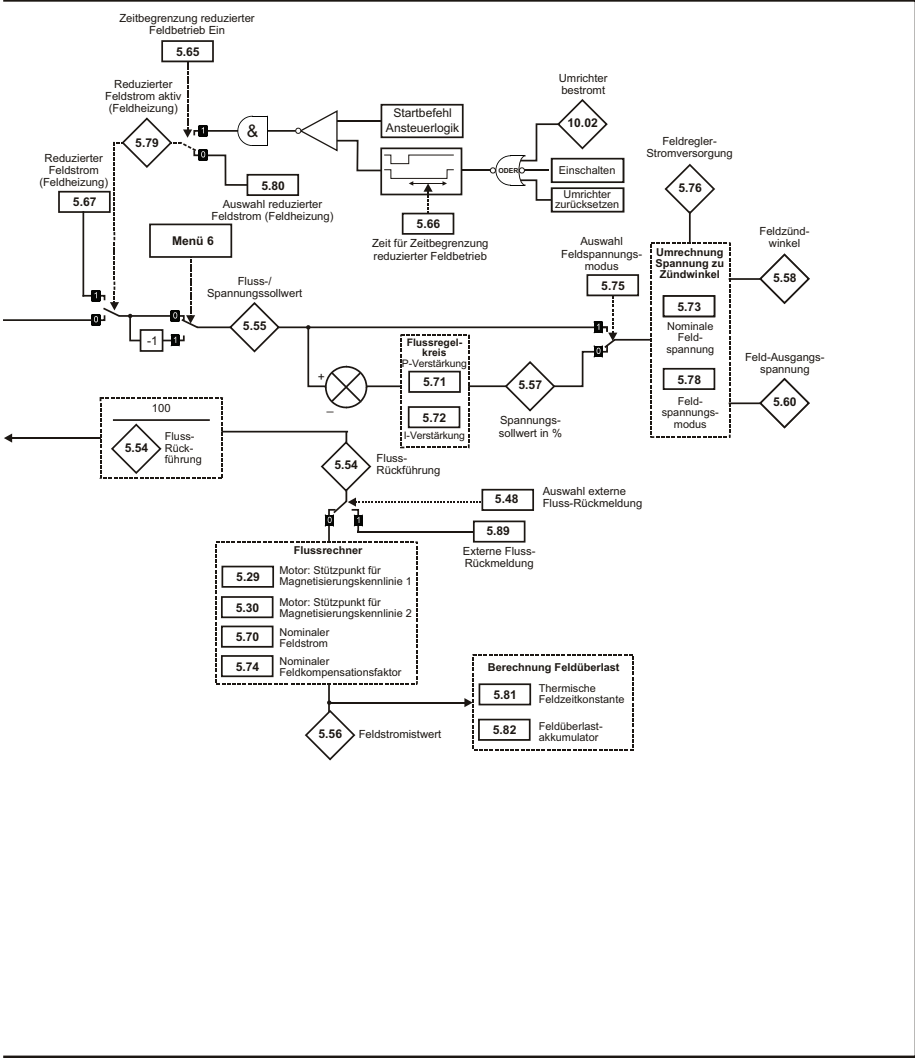 Zeitbegrenzung reduzierter
Feldbetrieb Ein
5.65
Reduzierter
Feldstrom aktiv
(Feldheizung)
5.79
1
0
&
Startbefehl
Ansteuerlogik
Umrichter
bestromt
10.02
ODER
Einschalten
Umrichter
zurücksetzen
Reduzierter
Feldstrom
(Feldheizung)
5.67
5.80
Auswahl reduzierter
Feldstrom (Feldheizung)
5.66
Zeit für Zeitbegrenzung
reduzierter Feldbetrieb
Feldregler-
Stromversorgung
5.76
Menü 6
Auswahl
Feldspannungs-
modus
5.75
Umrechnung
Spannung zu
Zündwinkel
5.73
Nominale
Feld-
spannung
5.78
Feld-
spannungs-
modus
Feldzünd-
winkel
5.58
Feld-Ausgangs-
spannung
5.60
1
0
0
1
-1
Fluss-/
Spannungssollwert
5.55
+
–
Flussregel-
kreis
P-Verstärkung
5.71
5.72
I-Verstärkung
5.57
Spannungs-
sollwert in %
1
0
100
5.54
Fluss-
Rück-
führung
5.54
Fluss-
Rückführung
0
1
5.48
Auswahl externe
Fluss-Rückmeldung
5.89
Externe Fluss-
Rückmeldung
Flussrechner
5.29
Motor: Stützpunkt für
Magnetisierungskennlinie 1
5.30
Motor: Stützpunkt für
Magnetisierungskennlinie 2
5.70
Nominaler
Feldstrom
5.74
Nominaler
Feldkompensationsfaktor
Berechnung Feldüberlast
5.81
Thermische
Feldzeitkonstante
5.82
Feldüberlast-
akkumulator
5.56
Feldstromistwert